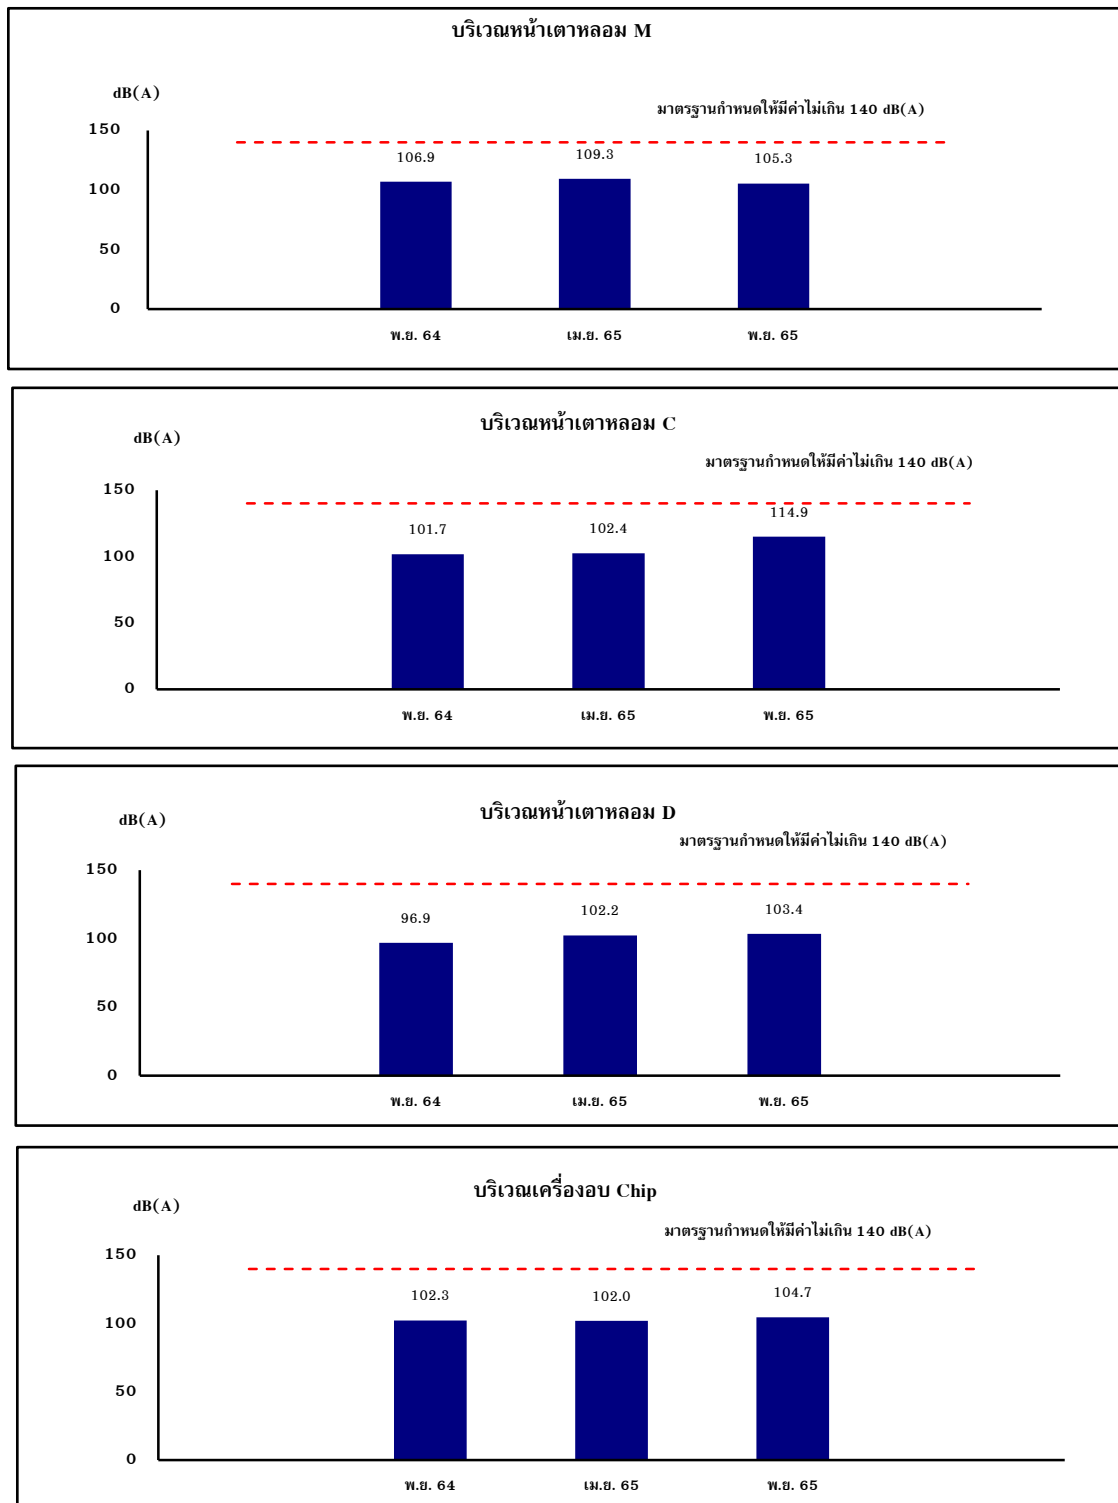 บริเวณหน้าเตาหลอม M
dB(A)
มาตรฐานกำหนดให้มีค่าไม่เกิน 140 dB(A)
150
106.9 109.3 105.3
100
50
0
พ.ย. 64 เม.ย. 65 พ.ย. 65
บริเวณหน้าเตาหลอม C
dB(A)
มาตรฐานกำหนดให้มีค่าไม่เกิน 140 dB(A)
150
101.7 102.4 114.9
100
50
0
พ.ย. 64 เม.ย. 65 พ.ย. 65
บริเวณหน้าเตาหลอม D
dB(A)
มาตรฐานกำหนดให้มีค่าไม่เกิน 140 dB(A)
150
96.9 102.2 103.4
100
50
0
พ.ย. 64 เม.ย. 65 พ.ย. 65
บริเวณเครื่องอบ Chip
dB(A)
มาตรฐานกำหนดให้มีค่าไม่เกิน 140 dB(A)
150
102.3 102.0 104.7
100
50
0
พ.ย. 64 เม.ย. 65 พ.ย. 65